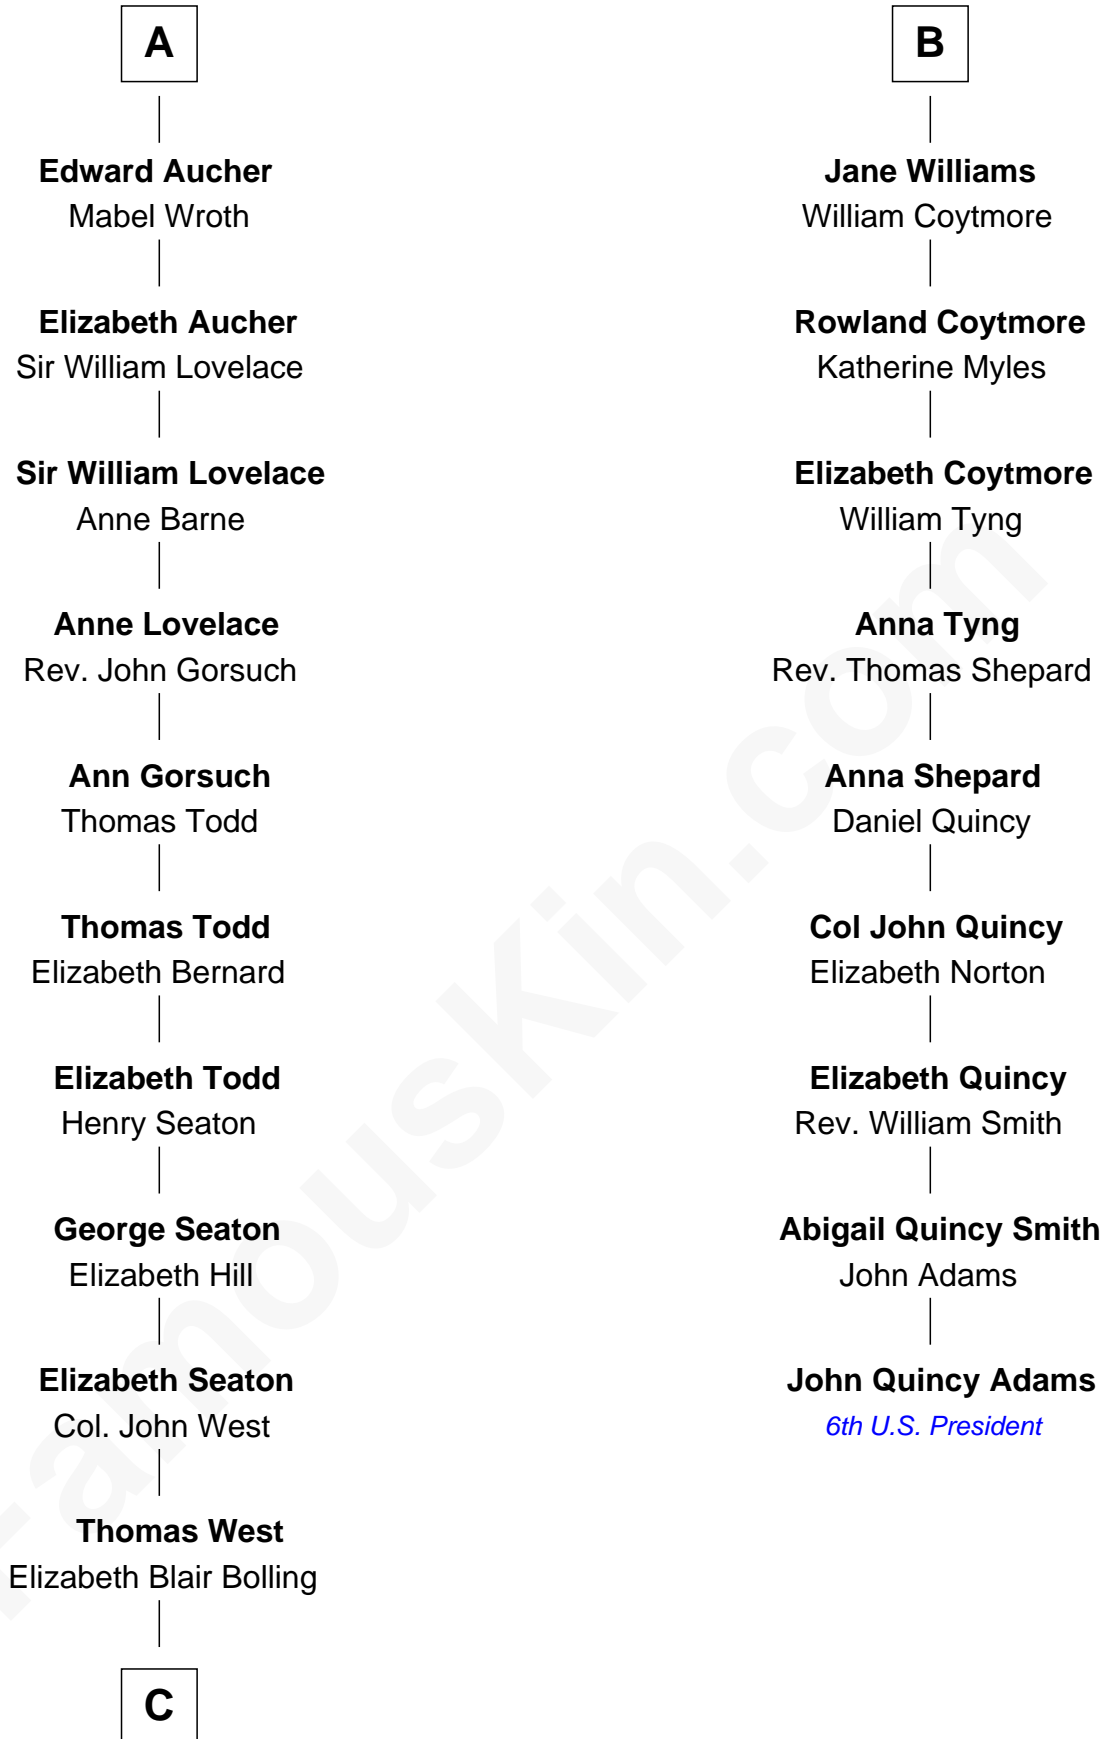 A
Edward Aucher
Mabel Wroth
Elizabeth Aucher
Sir William Lovelace
Sir William Lovelace
Anne Barne
Anne Lovelace
Rev. John Gorsuch
Ann Gorsuch
Thomas Todd
Thomas Todd
Elizabeth Bernard
Elizabeth Todd
Henry Seaton
George Seaton
Elizabeth Hill
Elizabeth Seaton
Col. John West
Thomas West
Elizabeth Blair Bolling
C
B
Jane Williams
William Coytmore
Rowland Coytmore
Katherine Myles
Elizabeth Coytmore
William Tyng
Anna Tyng
Rev. Thomas Shepard
Anna Shepard
Daniel Quincy
Col John Quincy
Elizabeth Norton
Elizabeth Quincy
Rev. William Smith
Abigail Quincy Smith
John Adams
John Quincy Adams
6th U.S. President
FamousKin.com